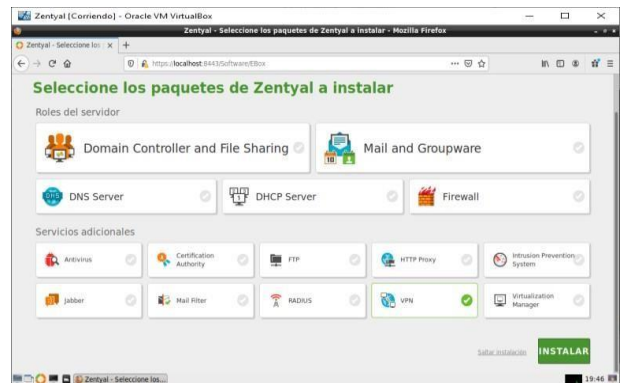 Zentyal [Corriendo] - Oracle VM VirtualBox
Zentyal - Seleccione los paquetes de Zentyal a instalar - Mozilla Firefox
Zentyal - Seleccione los
https://localhost:8443/Software/EBox
Seleccione los paquetes de Zentyal a instalar
Roles del servidor
Domain Controller and File Sharing
Mail and Groupware
DNS Server
DHCP Server
Firewall
Servicios adicionales
Antivirus
Certification Authority
FTP
HTTP Proxy
Intrusion Prevention System
Jabber
Mail Filter
RADIUS
VPN
Virtualization Manager
Saltar instalación
INSTALAR
Zentyal - Seleccione los...
19:46